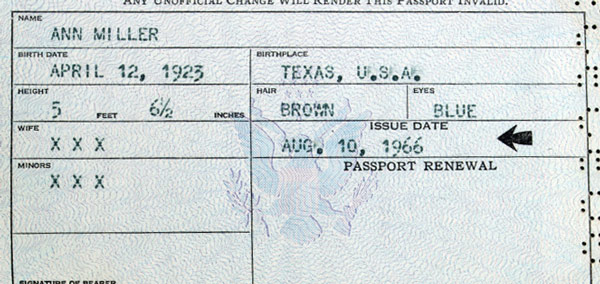 ANY UNOFFICIAL CHANGE WILL RENDER THIS PASSPORT INVALID.
NAME
ANN MILLER
BIRTH DATE
APRIL 12, 1923
BIRTHPLACE
TEXAS, U.S.A.
HEIGHT
5 FEET 6½ INCHES
HAIR
BROWN
EYES
BLUE
WIFE
X X X
ISSUE DATE
AUG. 10, 1966
MINORS
X X X
PASSPORT RENEWAL
SIGNATURE OF BEARER